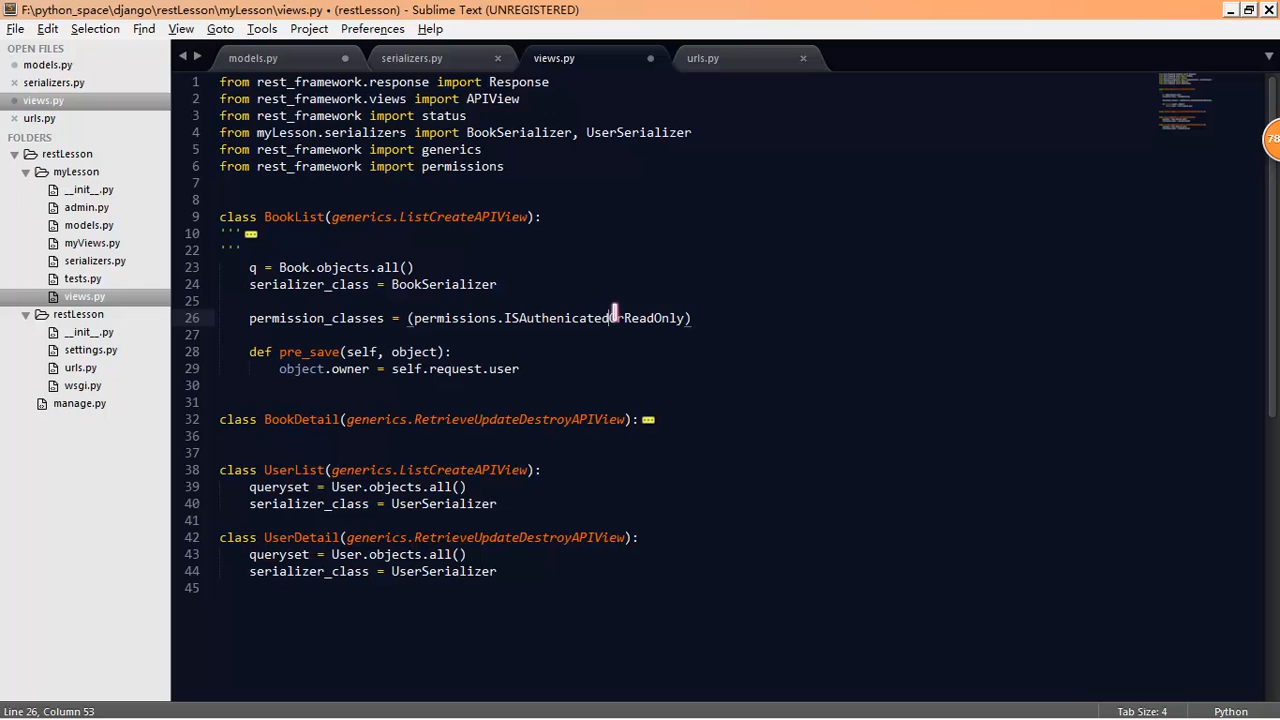 F:\python_space\django\restLesson\myLesson\views.py • (restLesson) - Sublime Text (UNREGISTERED)
File Edit Selection Find View Goto Tools Project Preferences Help
OPEN FILES
models.py
serializers.py
views.py
urls.py
FOLDERS
restLesson
myLesson
__init__.py
admin.py
models.py
myViews.py
serializers.py
tests.py
views.py
restLesson
__init__.py
settings.py
urls.py
wsgi.py
manage.py
models.py serializers.py views.py urls.py
1 from rest_framework.response import Response
2 from rest_framework.views import APIView
3 from rest_framework import status
4 from myLesson.serializers import BookSerializer, UserSerializer
5 from rest_framework import generics
6 from rest_framework import permissions
7
8
9 class BookList(generics.ListCreateAPIView):
10 '''
22 '''
23 q = Book.objects.all()
24 serializer_class = BookSerializer
25
26 permission_classes = (permissions.ISAuthenicatedOrReadOnly)
27
28 def pre_save(self, object):
29 object.owner = self.request.user
30
31
32 class BookDetail(generics.RetrieveUpdateDestroyAPIView):
36
37
38 class UserList(generics.ListCreateAPIView):
39 queryset = User.objects.all()
40 serializer_class = UserSerializer
41
42 class UserDetail(generics.RetrieveUpdateDestroyAPIView):
43 queryset = User.objects.all()
44 serializer_class = UserSerializer
45
78
Line 26, Column 53 Tab Size: 4 Python